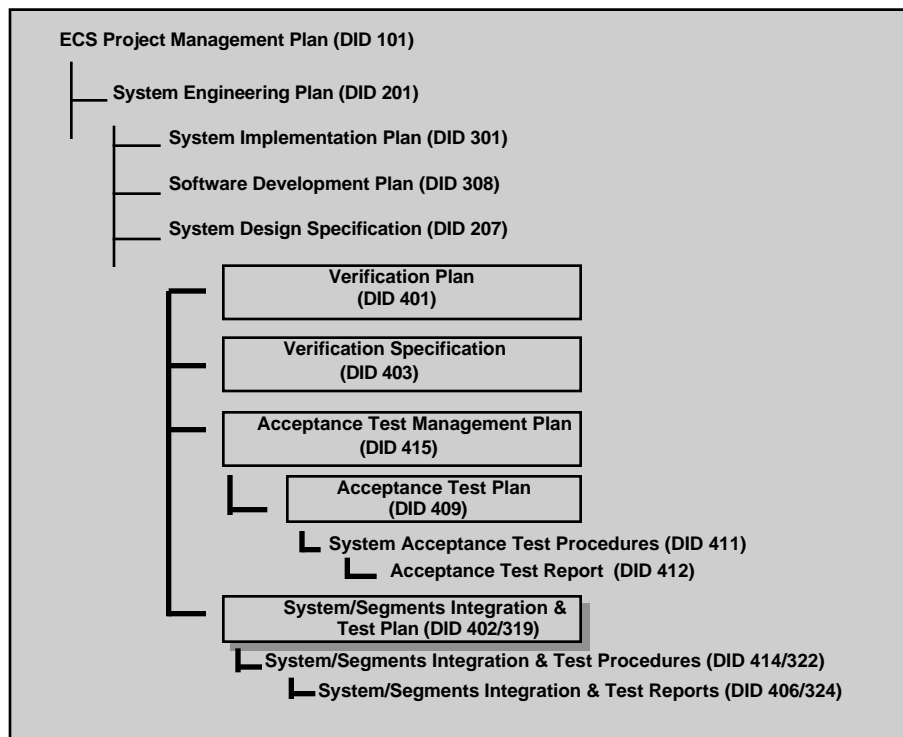 ECS Project Management Plan (DID 101)
System Engineering Plan (DID 201)
System Implementation Plan (DID 301)
Software Development Plan (DID 308)
System Design Specification (DID 207)
Verification Plan
(DID 401)
Verification Specification
(DID 403)
Acceptance Test Management Plan
(DID 415)
Acceptance Test Plan
(DID 409)
System Acceptance Test Procedures (DID 411)
Acceptance Test Report (DID 412)
System/Segments Integration &
Test Plan (DID 402/319)
System/Segments Integration & Test Procedures (DID 414/322)
System/Segments Integration & Test Reports (DID 406/324)